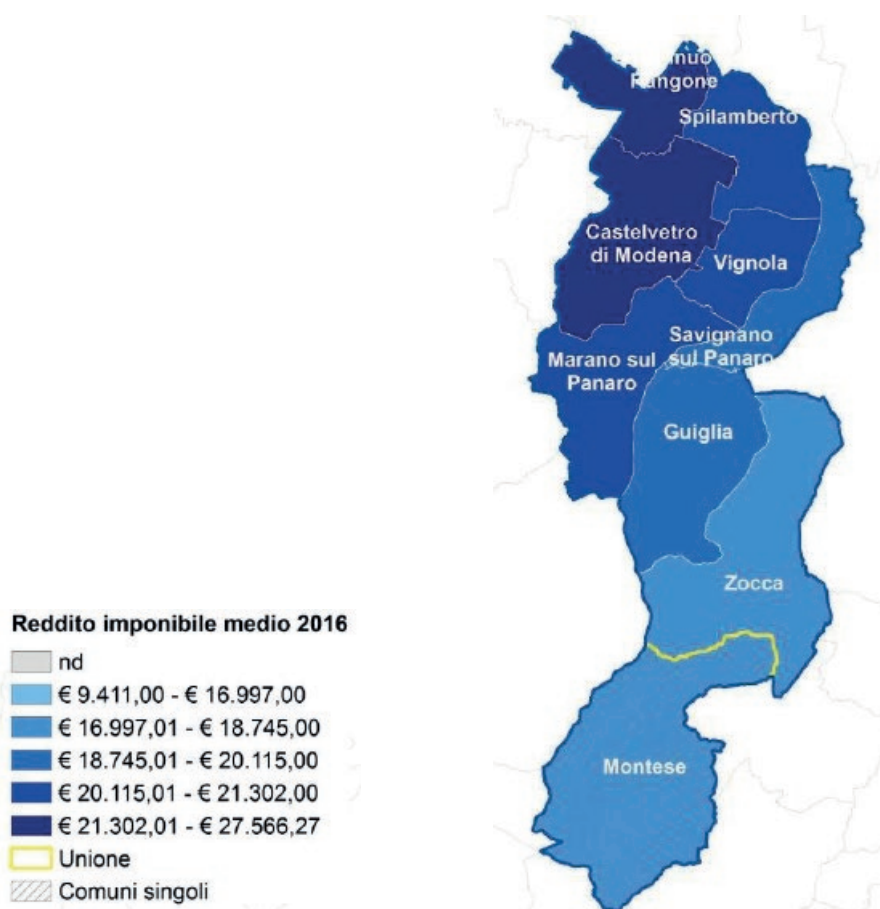 Rangone
Spilamberto
Castelvetro
di Modena
Vignola
Savignano
sul Panaro
Marano sul
Panaro
Guiglia
Zocca
Montese
Reddito imponibile medio 2016
nd
€ 9.411,00 - € 16.997,00
€ 16.997,01 - € 18.745,00
€ 18.745,01 - € 20.115,00
€ 20.115,01 - € 21.302,00
€ 21.302,01 - € 27.566,27
Unione
Comuni singoli